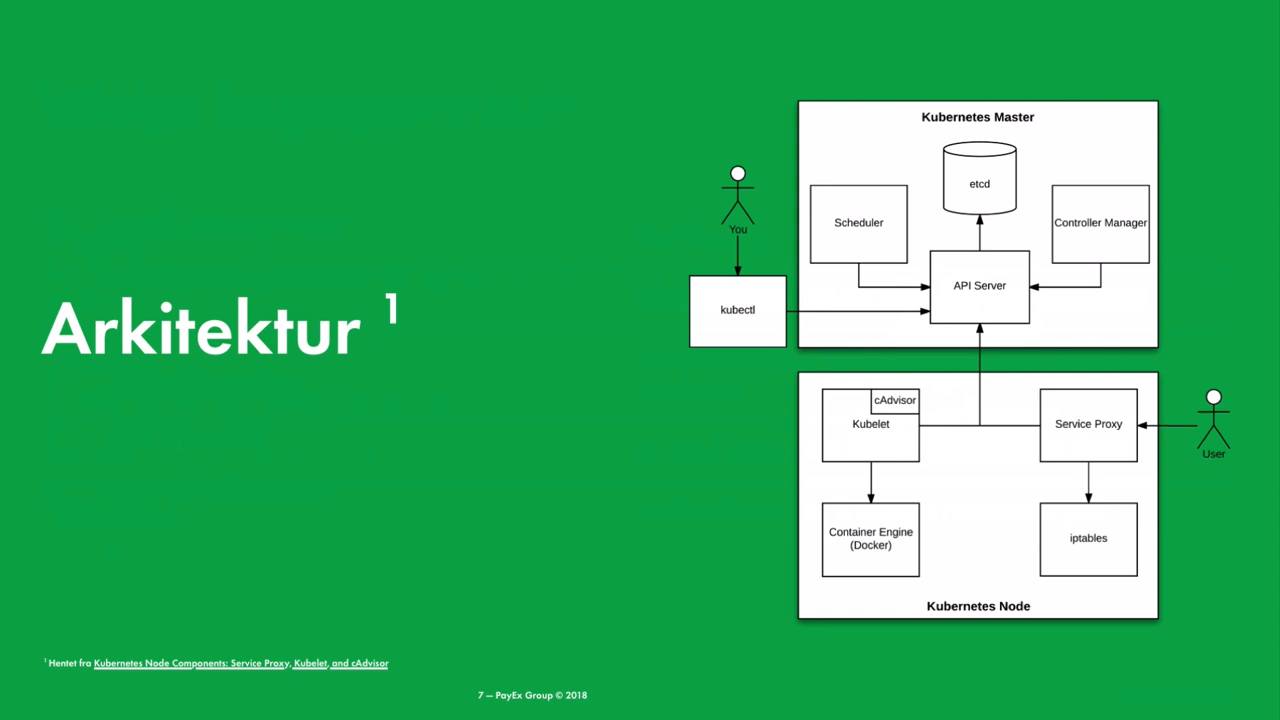 Arkitektur ¹
Kubernetes Master
etcd
Scheduler
Controller Manager
You
API Server
kubectl
cAdvisor
Kubelet
Service Proxy
User
Container Engine
(Docker)
iptables
Kubernetes Node
¹ Hentet fra Kubernetes Node Components: Service Proxy, Kubelet, and cAdvisor
7 — PayEx Group © 2018